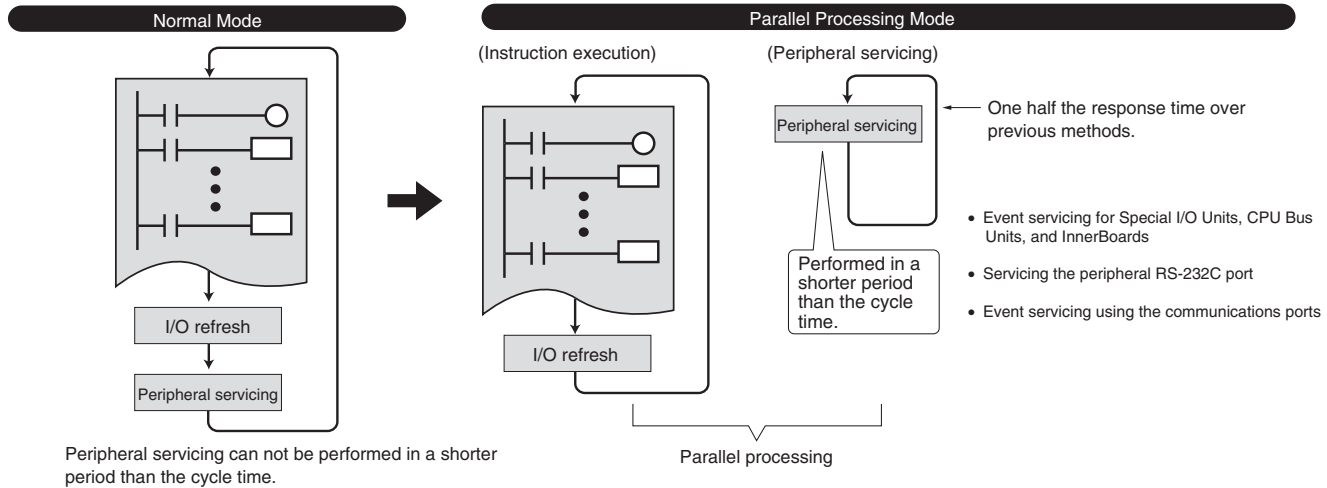 Normal Mode
I/O refresh
Peripheral servicing
Peripheral servicing can not be performed in a shorter
period than the cycle time.
Parallel Processing Mode
(Instruction execution)
I/O refresh
(Peripheral servicing)
Peripheral servicing
Performed in a
shorter period
than the cycle
time.
Parallel processing
One half the response time over
previous methods.
• Event servicing for Special I/O Units, CPU Bus
Units, and InnerBoards
• Servicing the peripheral RS-232C port
• Event servicing using the communications ports